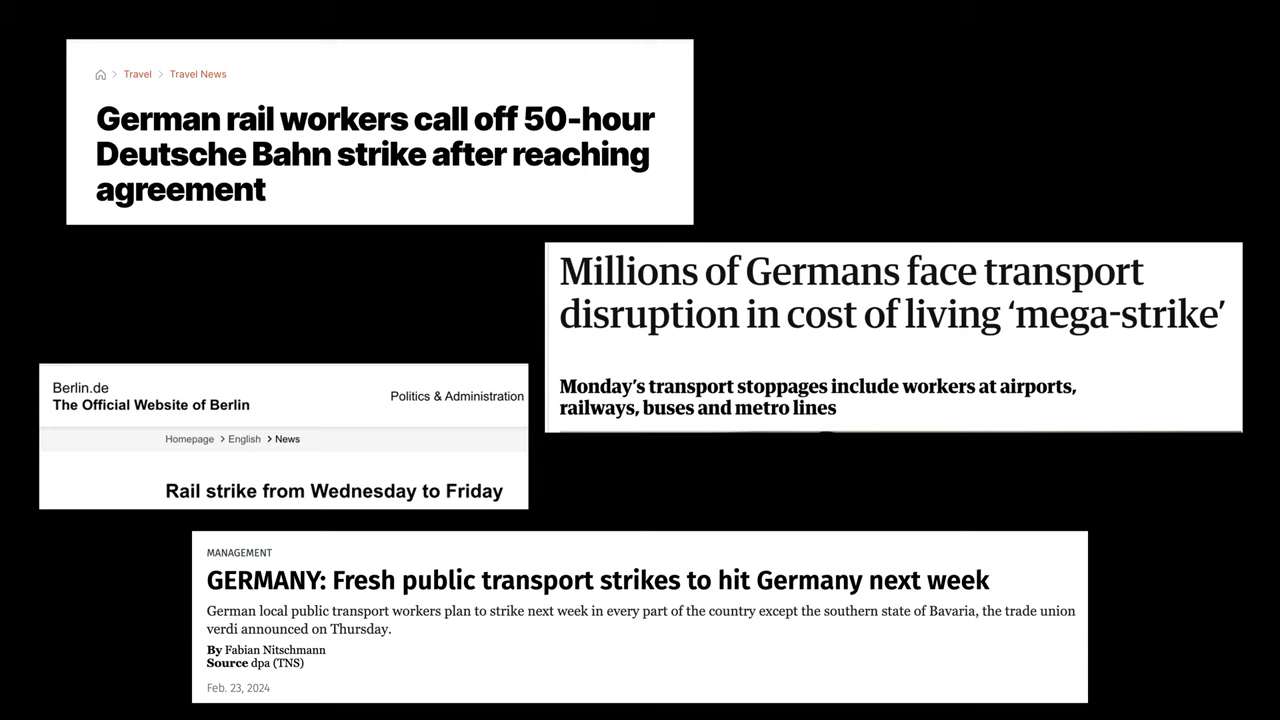 Travel > Travel News
German rail workers call off 50-hour
Deutsche Bahn strike after reaching
agreement
Millions of Germans face transport
disruption in cost of living ‘mega-strike’
Monday’s transport stoppages include workers at airports,
railways, buses and metro lines
Berlin.de
The Official Website of Berlin
Politics & Administration
Homepage > English > News
Rail strike from Wednesday to Friday
MANAGEMENT
GERMANY: Fresh public transport strikes to hit Germany next week
German local public transport workers plan to strike next week in every part of the country except the southern state of Bavaria, the trade union
verdi announced on Thursday.
By Fabian Nitschmann
Source dpa (TNS)
Feb. 23, 2024